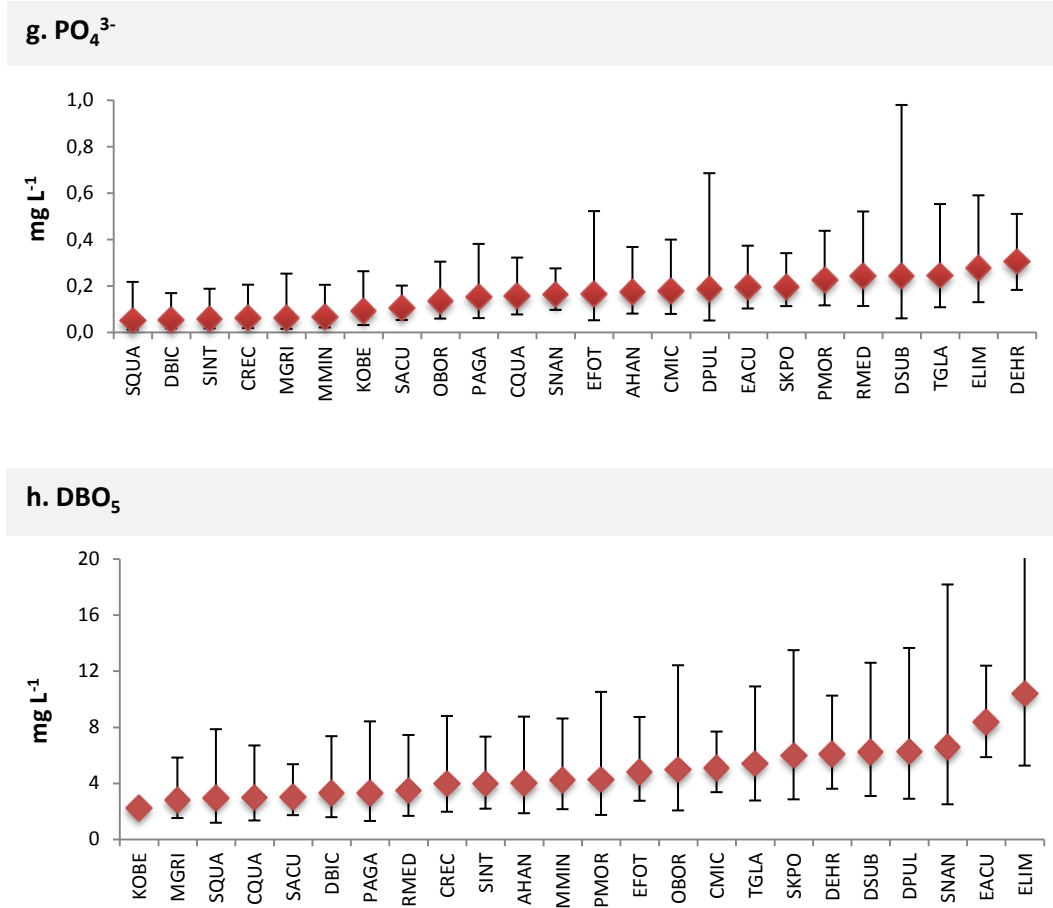 g. PO₄³⁻
1,0
0,8
0,6
0,4
0,2
0,0
mg L⁻¹
SQUA DBIC SINT CREC MGRI MMIN KOBE SACU OBOR PAGA CQUA SNAN EFOT AHAN CMIC DPUL EACU SKPO PMOR RMED DSUB TGLA ELIM DEHR
h. DBO₅
20
16
12
8
4
0
mg L⁻¹
KOBE MGRI SQUA CQUA SACU DBIC PAGA RMED CREC SINT AHAN MMIN PMOR EFOT OBOR CMIC TGLA SKPO DEHR DSUB DPUL SNAN EACU ELIM